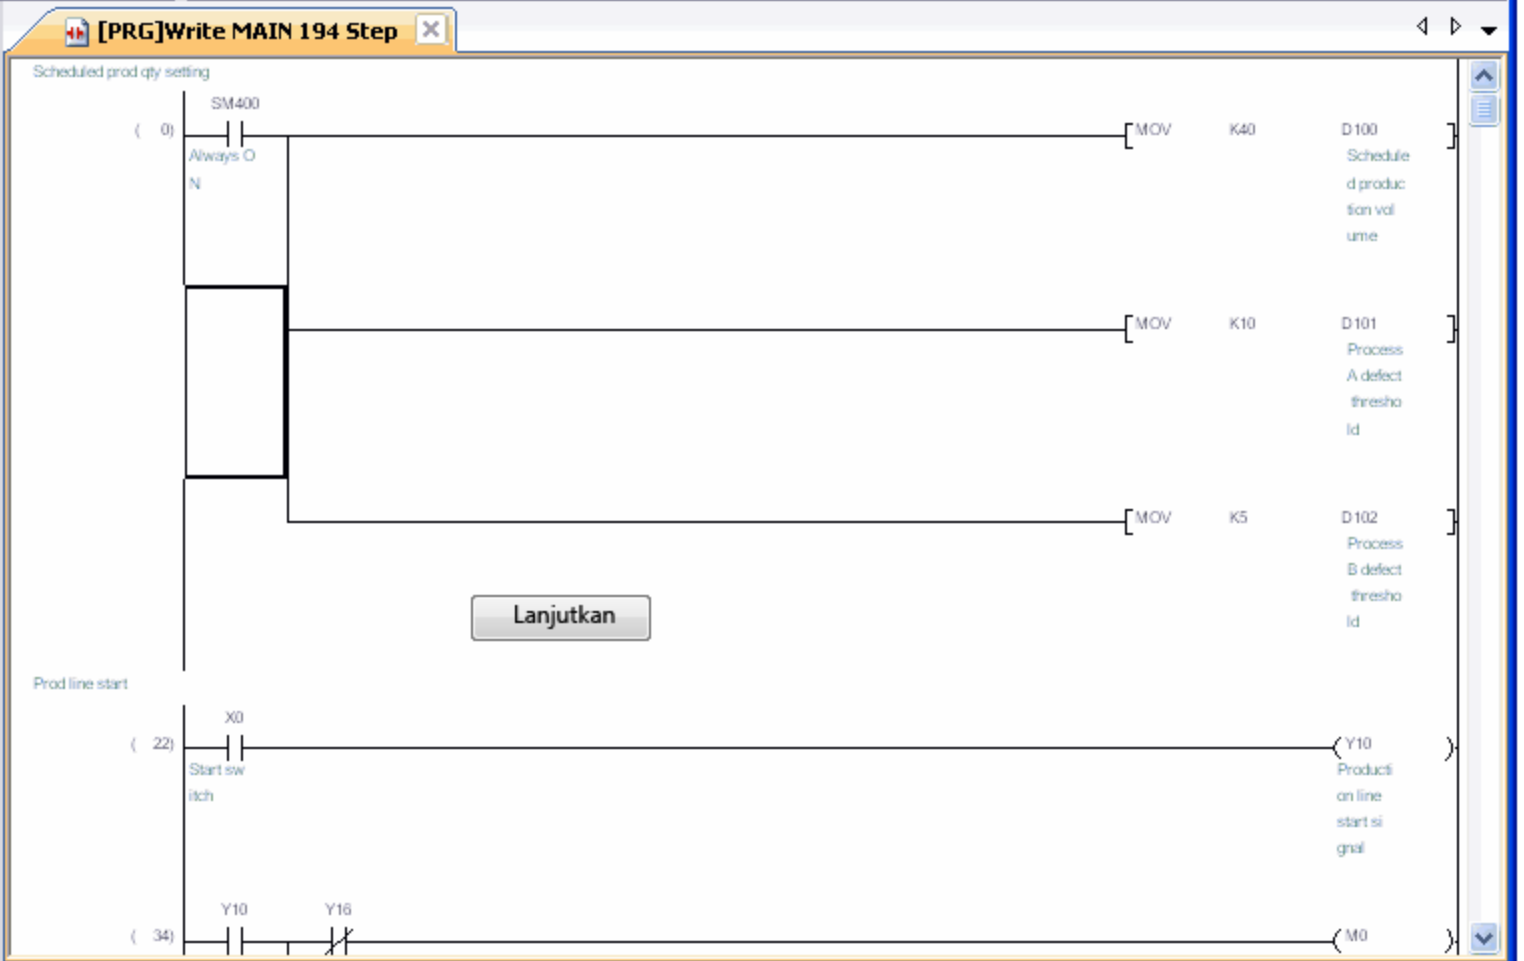 [PRG]Write MAIN 194 Step
Scheduled prod qty setting
SM400
( 0) MOV K40 D100
Always O
N
Schedule
d produc
tion vol
ume
MOV K10 D101
Process
A defect
thresho
ld
MOV K5 D102
Process
B defect
thresho
ld
Lanjutkan
Prod line start
X0
( 22) Y10
Start sw
itch
Producti
on line
start si
gnal
Y10 Y16
( 34) M0